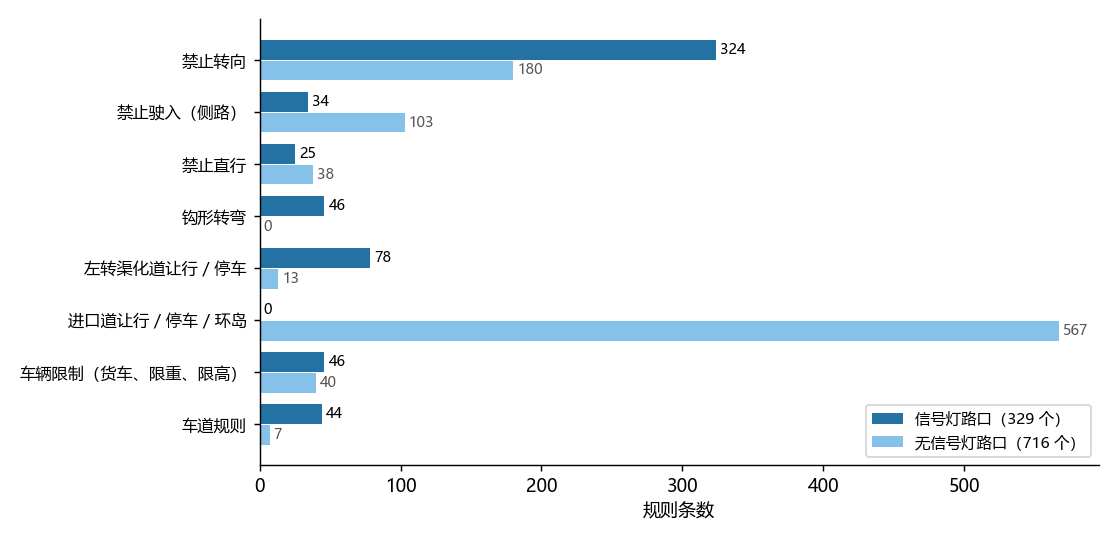 禁止转向
324
180
禁止驶入（侧路）
34
103
禁止直行
25
38
钩形转弯
46
0
左转渠化道让行 / 停车
78
13
进口道让行 / 停车 / 环岛
0
567
车辆限制（货车、限重、限高）
46
40
车道规则
44
7
信号灯路口（329 个）
无信号灯路口（716 个）
0 100 200 300 400 500
规则条数